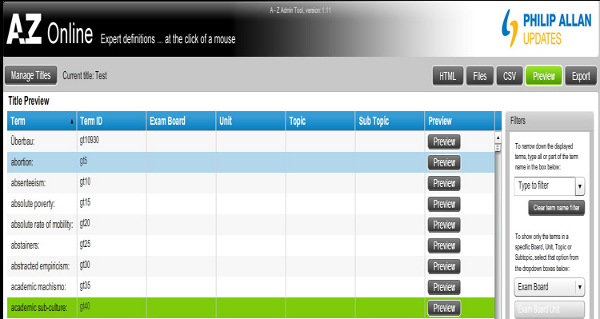 A - Z Admin Tool, version: 1.11
A-Z Online Expert definitions ... at the click of a mouse
PHILIP ALLAN
UPDATES
Manage Titles Current title: Test HTML Files CSV Preview Export
Title Preview
Term Term ID Exam Board Unit Topic Sub Topic Preview
Überbau: gt10930 Preview
abortion: gt5 Preview
absenteeism: gt10 Preview
absolute poverty: gt15 Preview
absolute rate of mobility: gt20 Preview
abstainers: gt25 Preview
abstracted empiricism: gt30 Preview
academic machismo: gt35 Preview
academic sub-culture: gt40 Preview
Filters
To narrow down the displayed
terms, type all or part of the term
name in the box below:
Type to filter
Clear term name filter
To show only the terms in a
specific Board, Unit, Topic or
Subtopic, select that option from
the dropdown boxes below:
Exam Board
Exam Board Unit